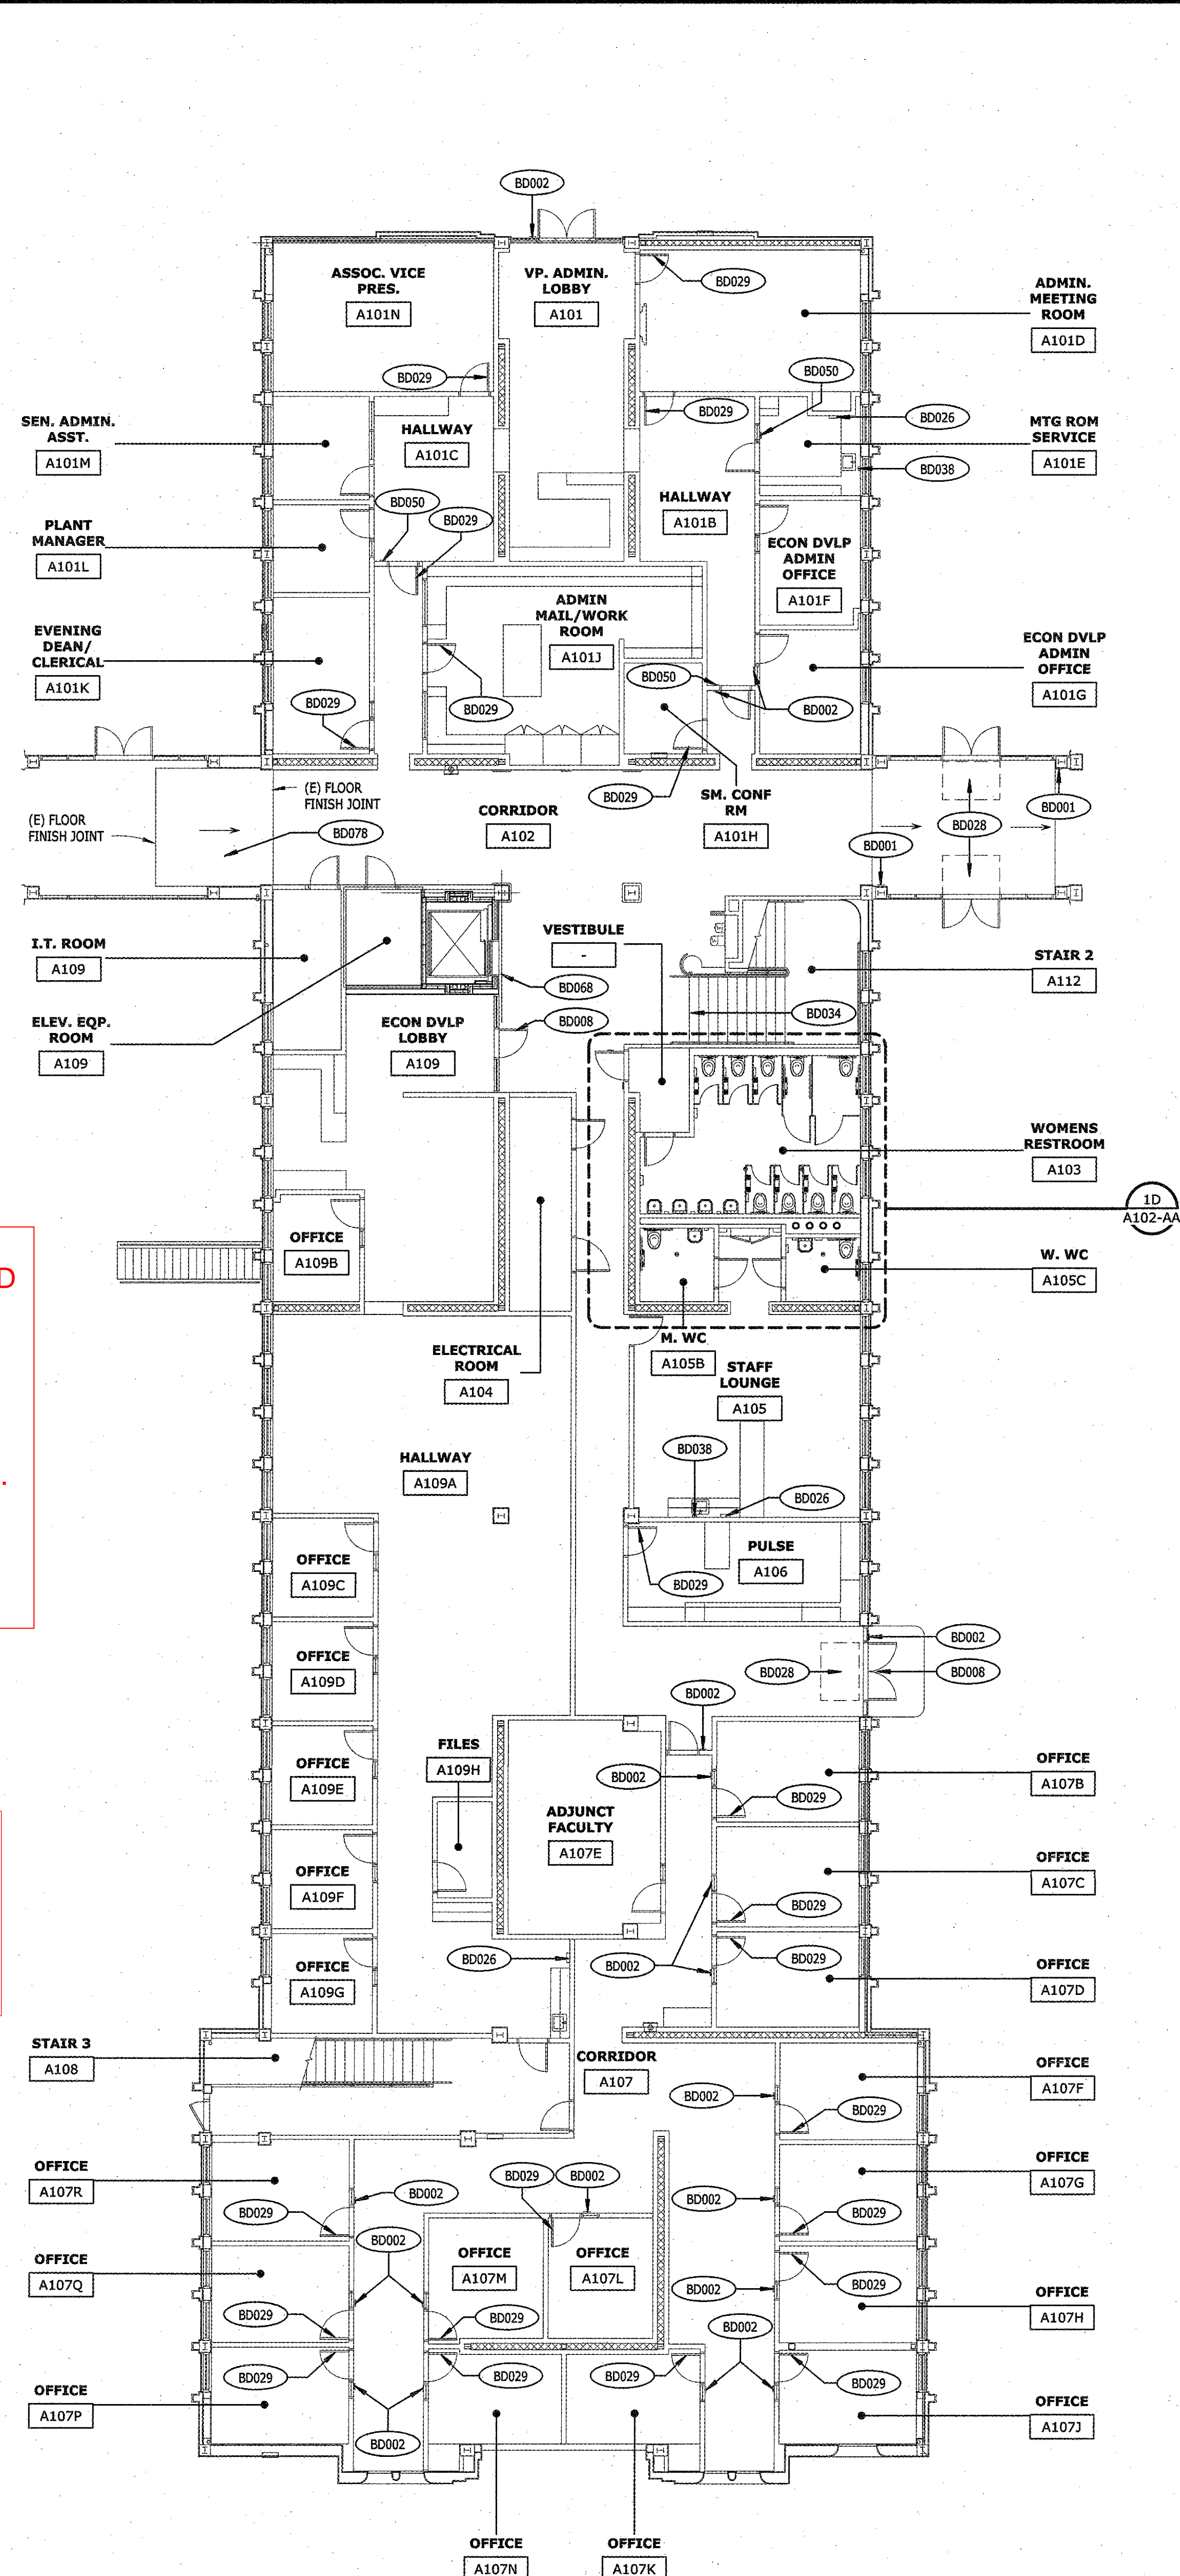 BD002
ASSOC. VICE
PRES.
A101N
VP. ADMIN.
LOBBY
A101
BD029
ADMIN.
MEETING
ROOM
A101D
BD029
BD050
SEN. ADMIN.
ASST.
A101M
HALLWAY
A101C
BD029
BD026
MTG ROM
SERVICE
A101E
BD038
BD050
BD029
HALLWAY
A101B
PLANT
MANAGER
A101L
ECON DVLP
ADMIN
OFFICE
A101F
ADMIN
MAIL/WORK
ROOM
A101J
EVENING
DEAN/
CLERICAL
A101K
ECON DVLP
ADMIN
OFFICE
A101G
BD050
BD029
BD029
BD002
(E) FLOOR
FINISH JOINT
BD029
SM. CONF
RM
A101H
BD001
(E) FLOOR
FINISH JOINT
BD078
CORRIDOR
A102
BD028
BD001
I.T. ROOM
A109
VESTIBULE
-
STAIR 2
A112
BD068
BD034
ELEV. EQP.
ROOM
A109
ECON DVLP
LOBBY
A109
BD008
WOMENS
RESTROOM
A103
1D
A102-AA
OFFICE
A109B
D
W. WC
A105C
ELECTRICAL
ROOM
A104
M. WC
A105B
STAFF
LOUNGE
A105
HALLWAY
A109A
BD038
BD026
.
OFFICE
A109C
PULSE
A106
BD029
BD002
OFFICE
A109D
BD028
BD008
BD002
FILES
A109H
OFFICE
A109E
BD002
OFFICE
A107B
BD029
ADJUNCT
FACULTY
A107E
OFFICE
A109F
OFFICE
A107C
BD029
BD026
BD002
BD029
OFFICE
A109G
OFFICE
A107D
STAIR 3
A108
CORRIDOR
A107
OFFICE
A107F
BD002
BD029
OFFICE
A107R
BD029
BD002
BD029
BD002
OFFICE
A107G
BD002
BD029
BD002
OFFICE
A107Q
OFFICE
A107M
OFFICE
A107L
BD029
BD002
OFFICE
A107H
BD029
BD029
BD002
BD029
BD029
BD029
BD029
OFFICE
A107P
OFFICE
A107J
BD002
OFFICE
A107N
OFFICE
A107K